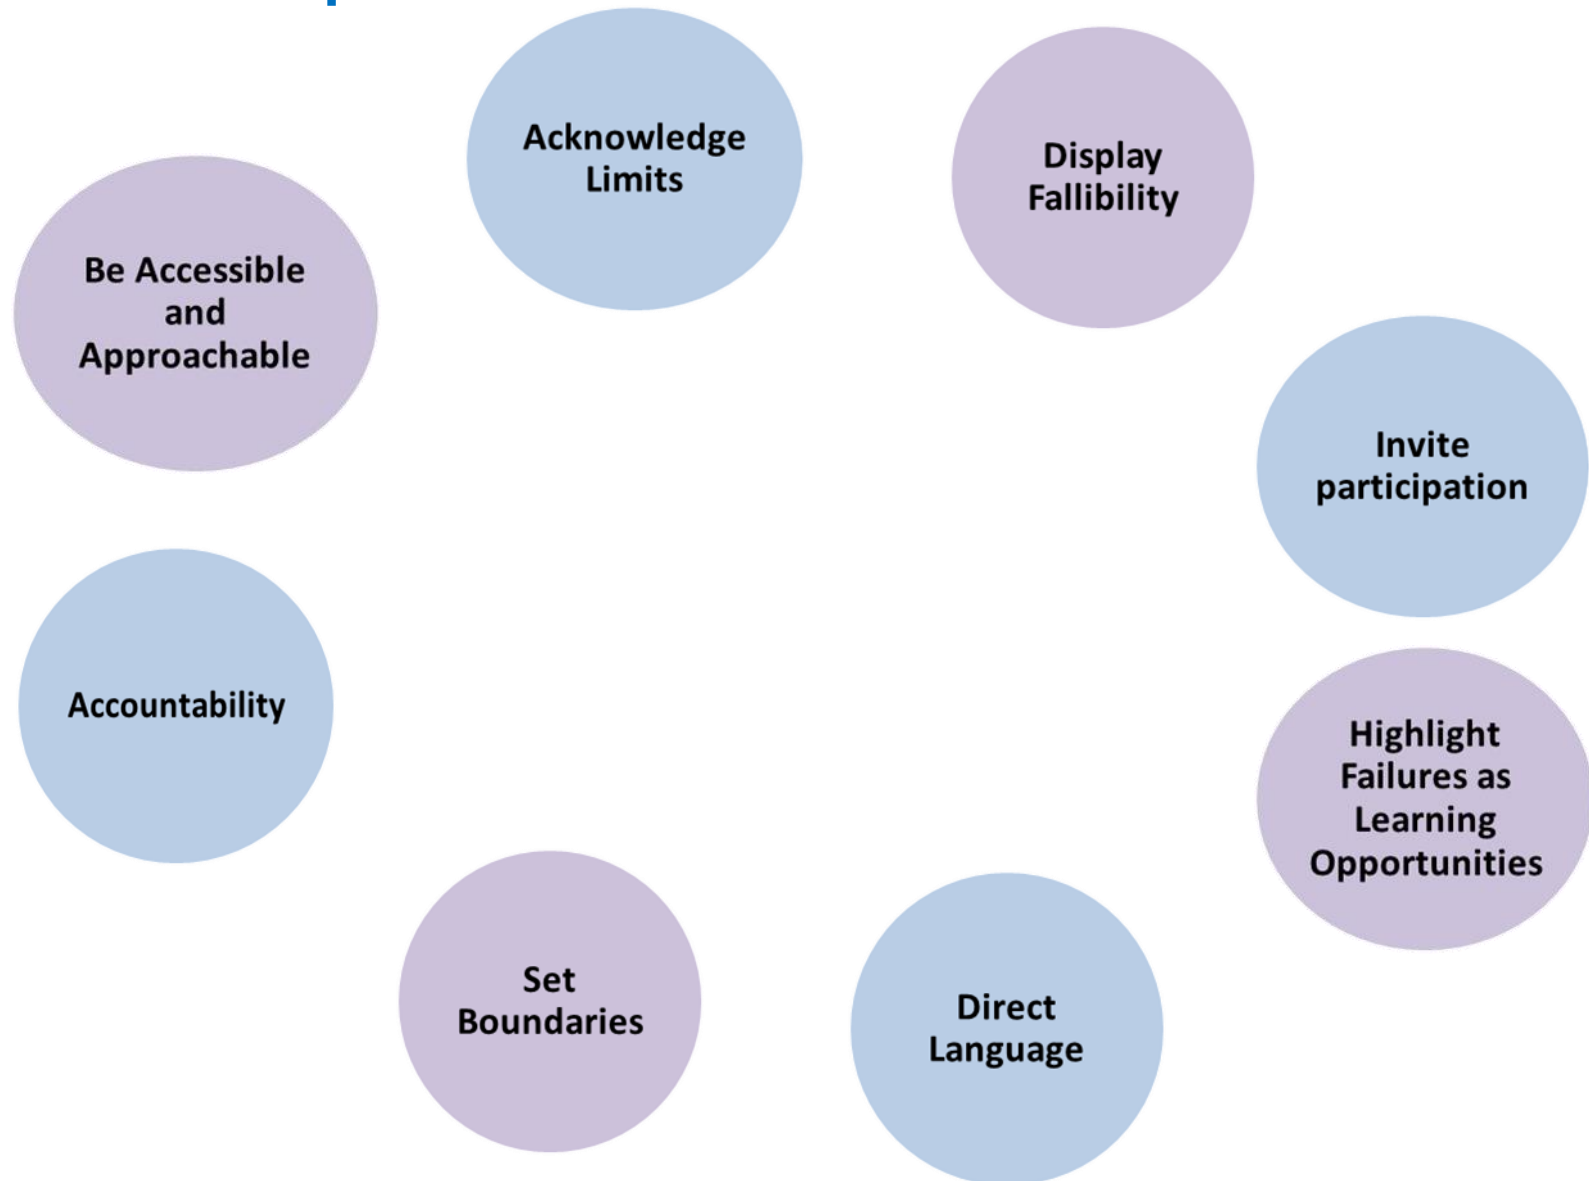 Acknowledge
Limits
Display
Fallibility
Be Accessible
and
Approachable
Invite
participation
Accountability
Highlight
Failures as
Learning
Opportunities
Set
Boundaries
Direct
Language